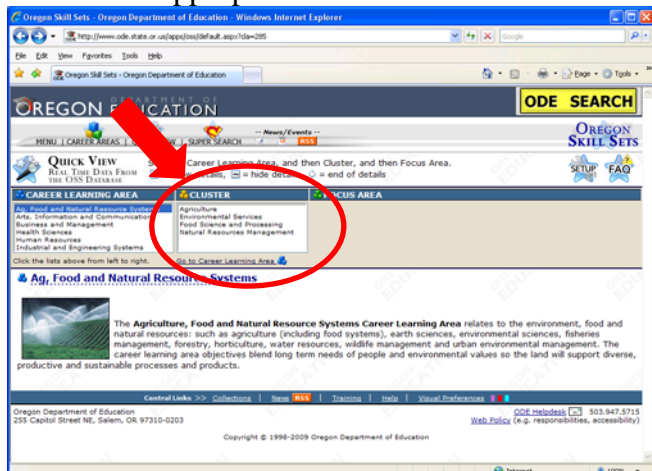 Oregon Skill Sets - Oregon Department of Education - Windows Internet Explorer
http://www.ode.state.or.us/apps/oss/default.aspx?cla=285
Google
File Edit View Favorites Tools Help
Oregon Skill Sets - Oregon Department of Education
Page Tools
OREGON DEPARTMENT OF EDUCATION
ODE SEARCH
-- News/Events --
RSS
MENU | CAREER AREAS | | SUPER SEARCH
OREGON SKILL SETS
QUICK VIEW
REAL TIME DATA FROM THE OSS DATABASE
Career Learning Area, and then Cluster, and then Focus Area.
= hide = end of details
SETUP FAQ
CAREER LEARNING AREA CLUSTER FOCUS AREA
Ag, Food and Natural Resource Systems
Arts, Information and Communication
Business and Management
Health Sciences
Human Resources
Industrial and Engineering Systems
Agriculture
Environmental Services
Food Science and Processing
Natural Resources Management
Click the lists above from left to right.
Go to Career Learning Area
Ag, Food and Natural Resource Systems
The Agriculture, Food and Natural Resource Systems Career Learning Area relates to the environment, food and
natural resources: such as agriculture (including food systems), earth sciences, environmental sciences, fisheries
management, forestry, horticulture, water resources, wildlife management and urban environmental management. The
career learning area objectives blend long term needs of people and environmental values so the land will support diverse,
productive and sustainable processes and products.
Central Links >> Collections | News RSS | Training | Help | Visual Preferences
Oregon Department of Education
255 Capitol Street NE, Salem, OR 97310-0203
ODE Helpdesk 503.947.5715
Web Policy (e.g. responsibilities, accessibility)
Copyright © 1998-2009 Oregon Department of Education